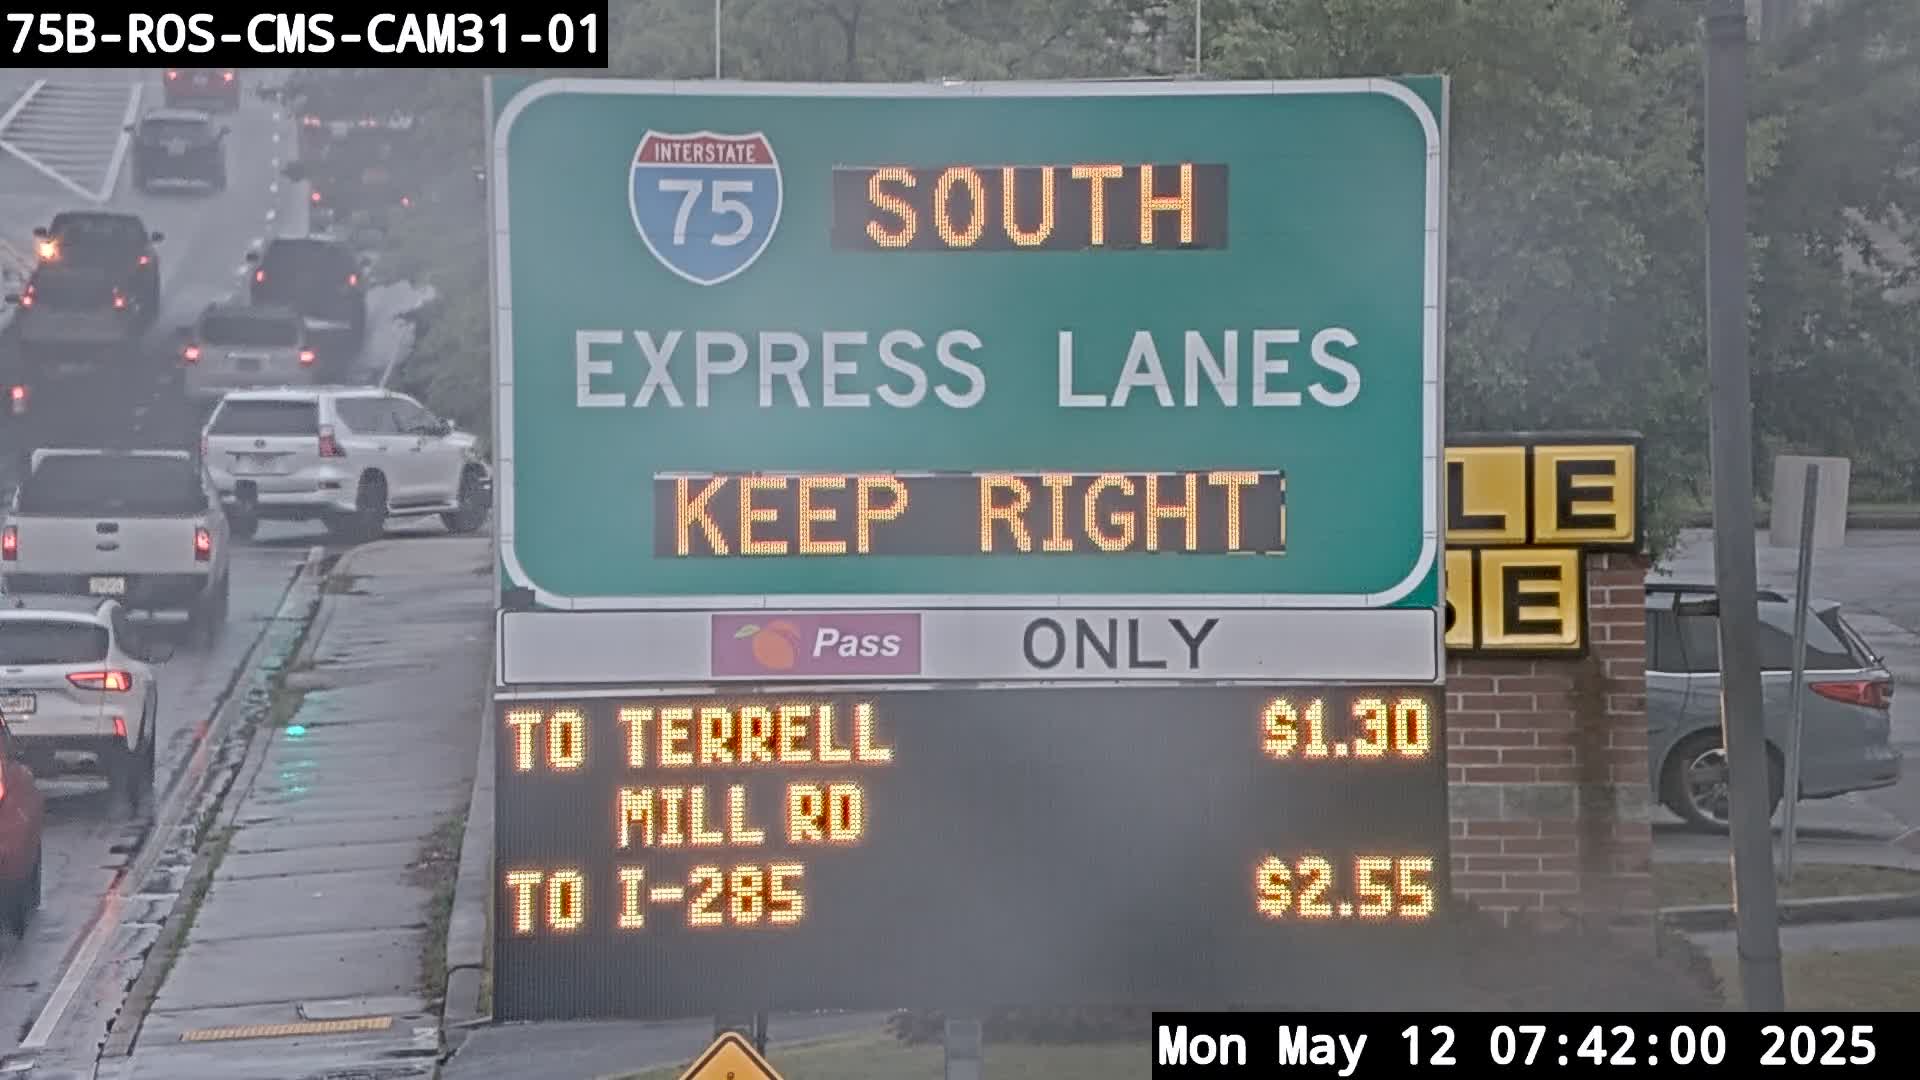 75B-ROS-CMS-CAM31-01
INTERSTATE
75
SOUTH
EXPRESS LANES
KEEP RIGHT
Pass ONLY
TO TERRELL $1.30
MILL RD
TO I-285 $2.55
LE
E
Mon May 12 07:42:00 2025